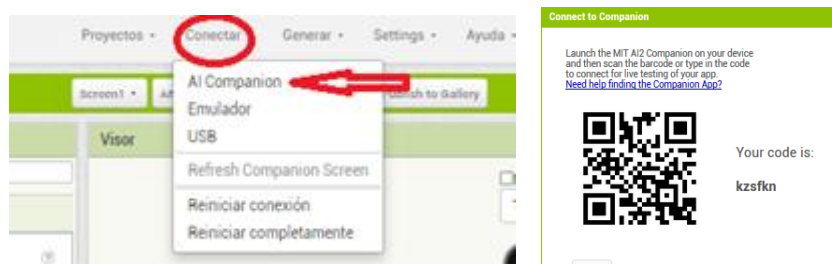 Proyectos
Conectar
Generar
Settings
Ayuda
Screen1
to Gallery
AI Companion
Emulador
USB
Refresh Companion Screen
Reiniciar conexión
Reiniciar completamente
Visor
Connect to Companion
Launch the MIT AI2 Companion on your device
and then scan the barcode or type in the code
to connect for live testing of your app.
Need help finding the Companion App?
Your code is:
kzsfkn